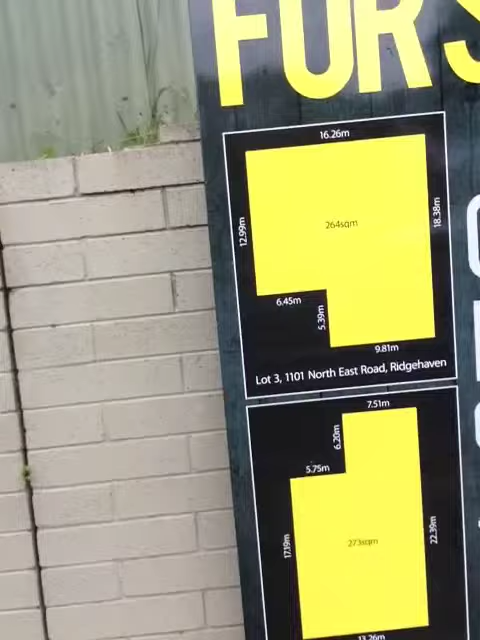 FOR S
16.26m
12.99m
264sqm
18.38m
6.45m
5.39m
9.81m
Lot 3, 1101 North East Road, Ridgehaven
7.51m
6.20m
5.75m
17.19m
273sqm
22.39m
13.26m